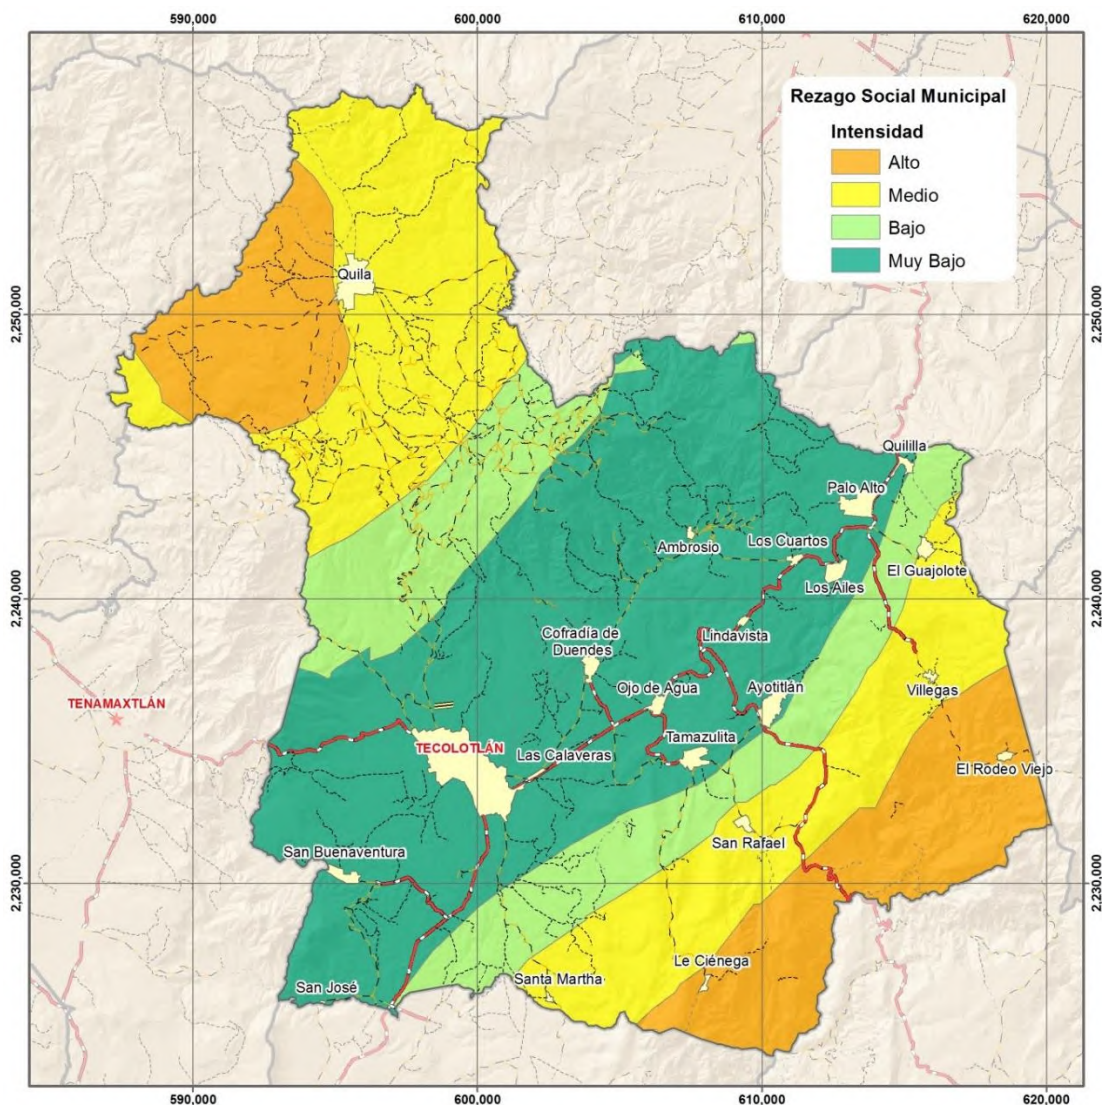 590,000
600,000
610,000
620,000
Rezago Social Municipal
Intensidad
Alto
Medio
Bajo
Muy Bajo
Quila
2,250,000
2,250,000
Quililla
Palo Alto
Ambrosio
Los Cuartos
El Guajolote
Los Ailes
2,240,000
2,240,000
Cofradía de
Duendes
Lindavista
TENAMAXTLÁN
Ojo de Agua
Ayotitlán
Villegas
TECOLOTLÁN
Las Calaveras
Tamazulita
El Rodeo Viejo
San Rafael
San Buenaventura
2,230,000
2,230,000
Le Ciénega
San José
Santa Martha
590,000
600,000
610,000
620,000